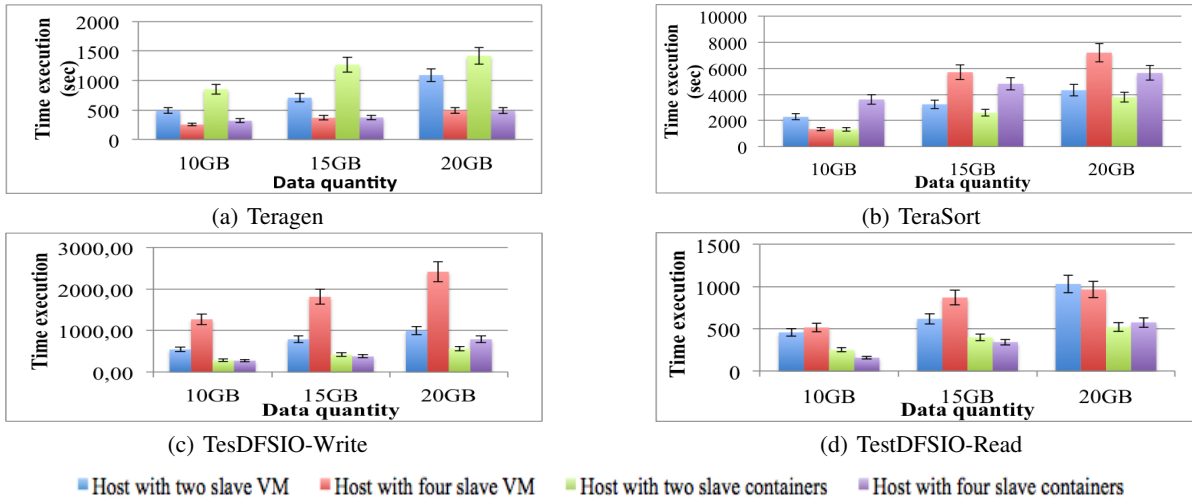 2000
1500
1000
500
0
Time execution
(sec)
10GB 15GB 20GB
Data quantity
(a) Teragen
10000
8000
6000
4000
2000
0
Time execution
(sec)
10GB 15GB 20GB
Data quantity
(b) TeraSort
3000,00
2000,00
1000,00
0,00
Time execution
10GB 15GB 20GB
Data quantity
(c) TesDFSIO-Write
1500
1000
500
0
Time execution
10GB 15GB 20GB
Data quantity
(d) TestDFSIO-Read
Host with two slave VM Host with four slave VM Host with two slave containers Host with four slave containers